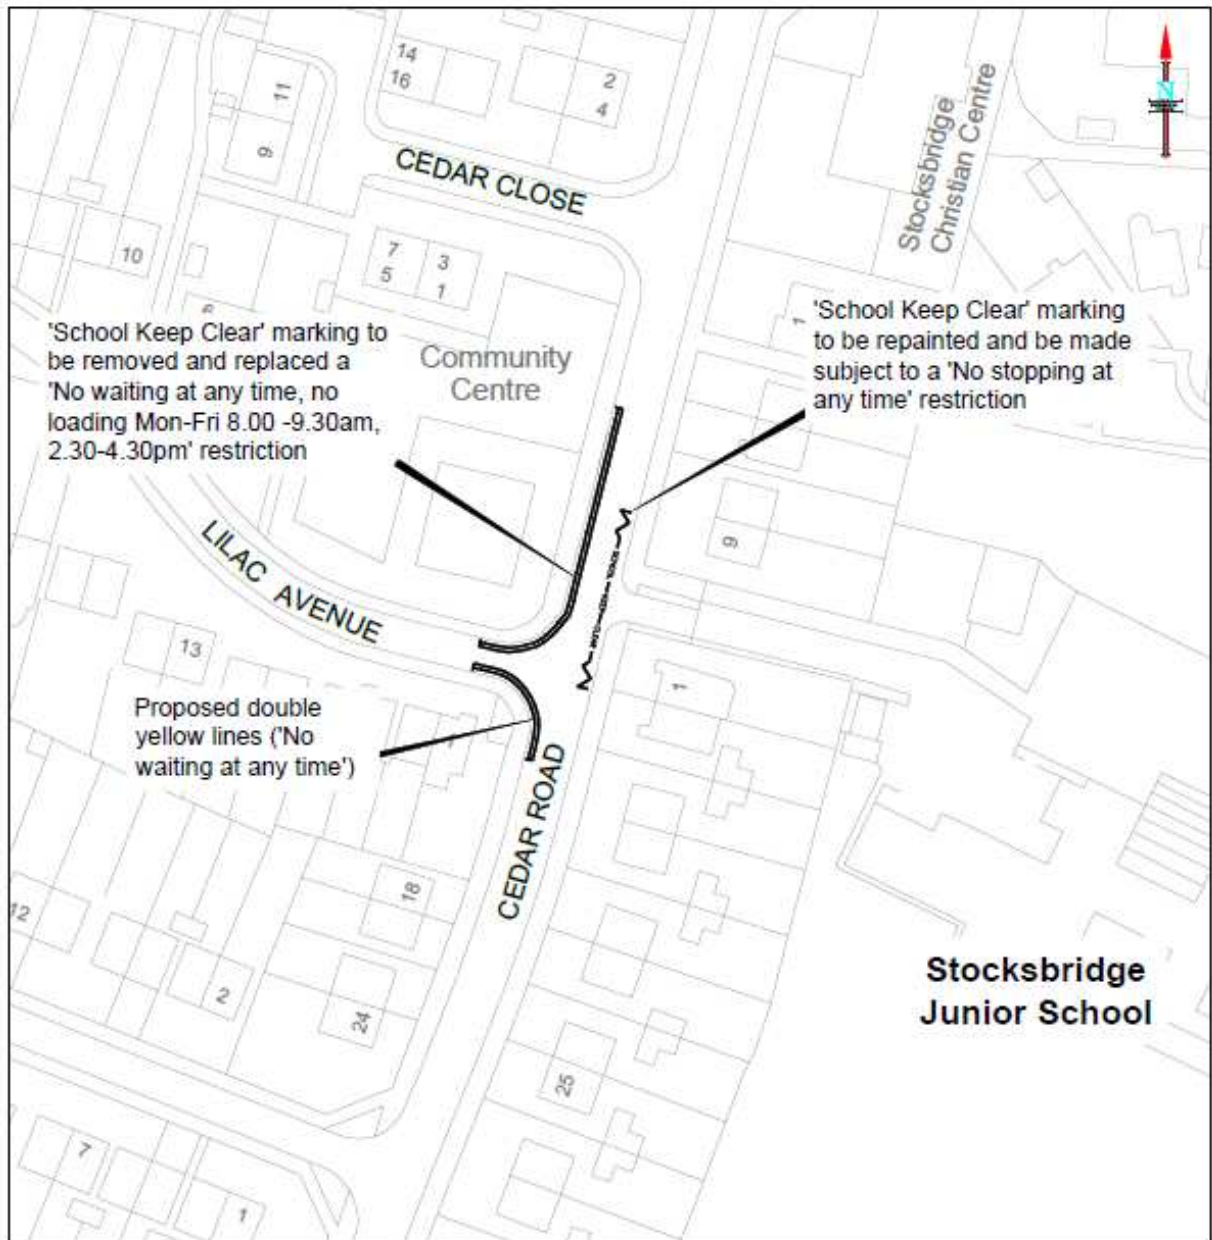 14
16
2
4
11
9
CEDAR CLOSE
Stocksbridge
Christian Centre
10
7
3
5
1
'School Keep Clear' marking to
be removed and replaced a
'No waiting at any time, no
loading Mon-Fri 8.00 -9.30am,
2.30-4.30pm' restriction
Community
Centre
1
'School Keep Clear' marking
to be repainted and be made
subject to a 'No stopping at
any time' restriction
9
LILAC AVENUE
13
1
Proposed double
yellow lines ('No
waiting at any time')
CEDAR ROAD
18
12
2
24
Stocksbridge
Junior School
25
7
1